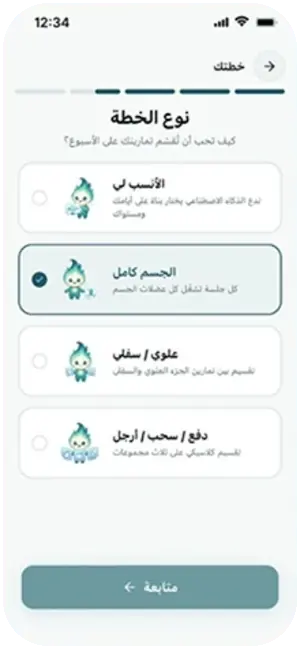 12:34
خطتك
نوع الخطة
كيف تحب أن نُقسّم تمارينك على الأسبوع؟
الأنسب لي
ندع الذكاء الاصطناعي يختار بناءً على أيامك
ومستواك
الجسم كامل
كل جلسة تشغّل كل عضلات الجسم
علوي / سفلي
تقسيم بين تمارين الجزء العلوي والسفلي
دفع / سحب / أرجل
تقسيم كلاسيكي على ثلاث مجموعات
متابعة